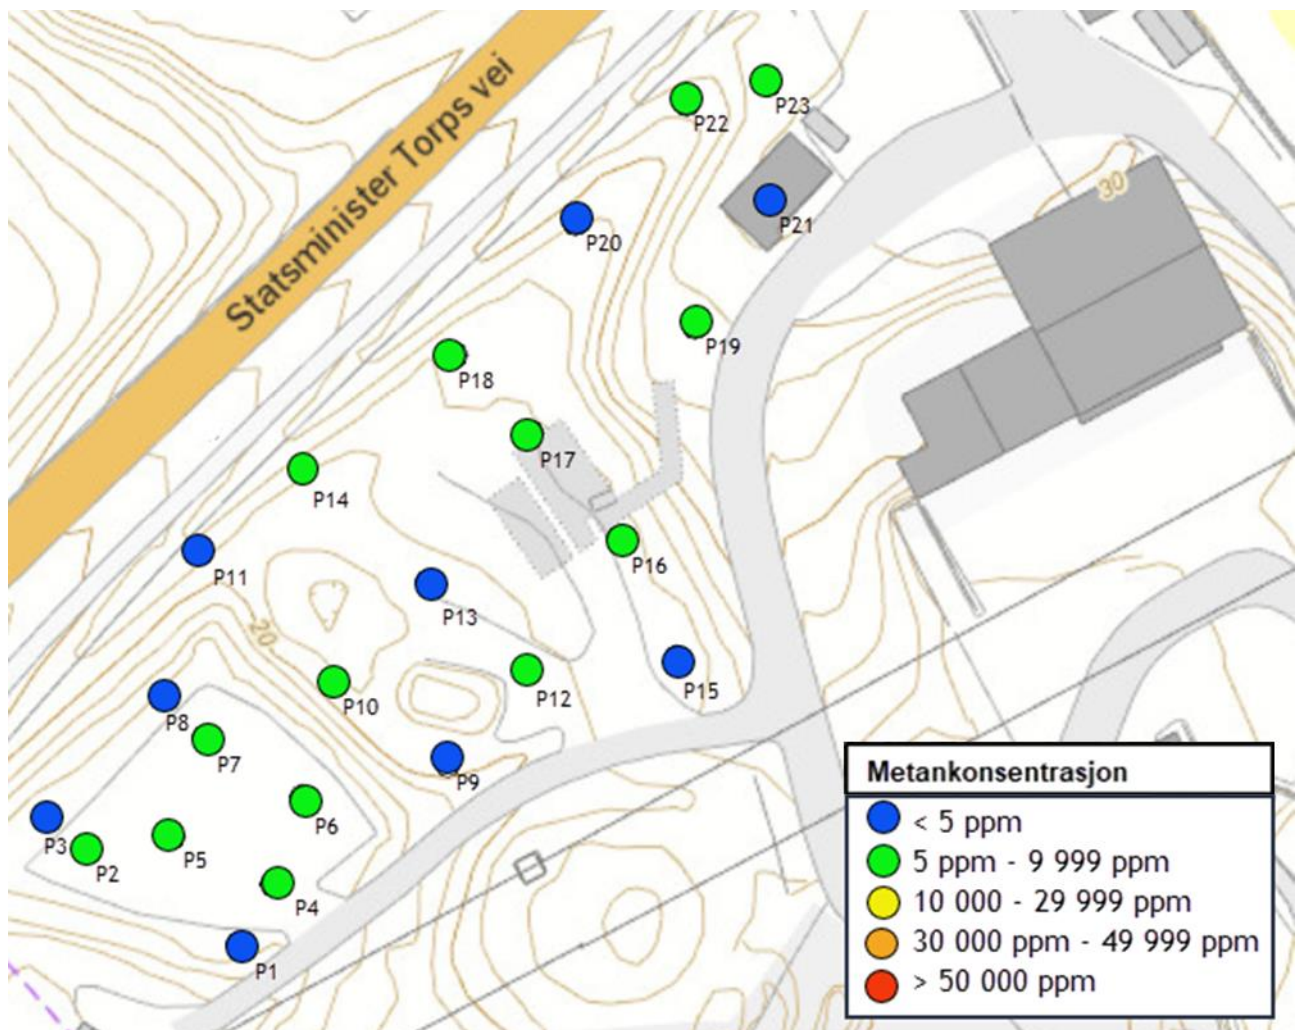 P23
P22
Statsminister Torps vei
30
P21
P20
P19
P18
P17
P14
P16
P11
P13
20
P15
P12
P10
P8
P7
P9
P6
P3
P5
P2
P4
P1
Metankonsentrasjon
< 5 ppm
5 ppm - 9 999 ppm
10 000 - 29 999 ppm
30 000 ppm - 49 999 ppm
> 50 000 ppm